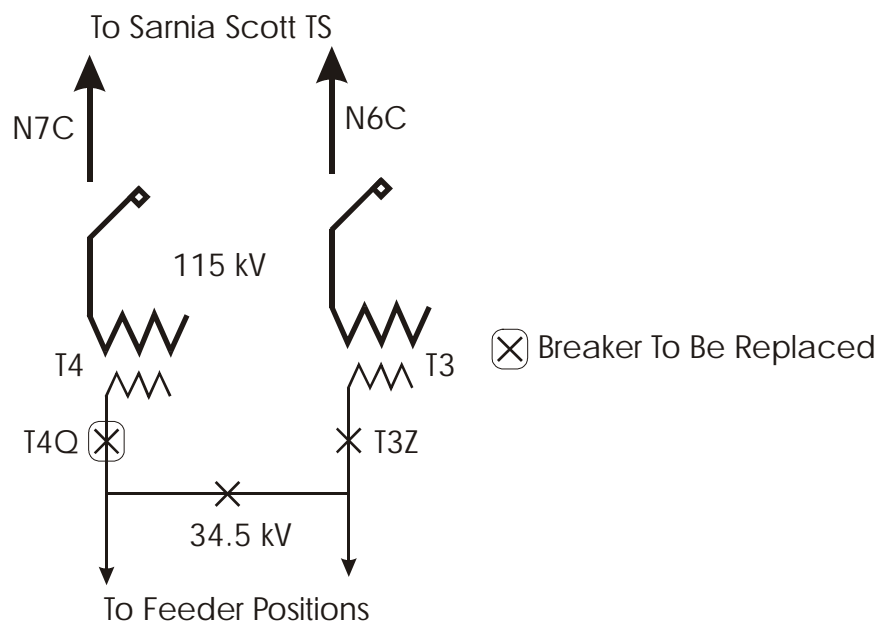 To Sarnia Scott TS
N7C
N6C
115 kV
T4
T3
Breaker To Be Replaced
T4Q
T3Z
34.5 kV
To Feeder Positions